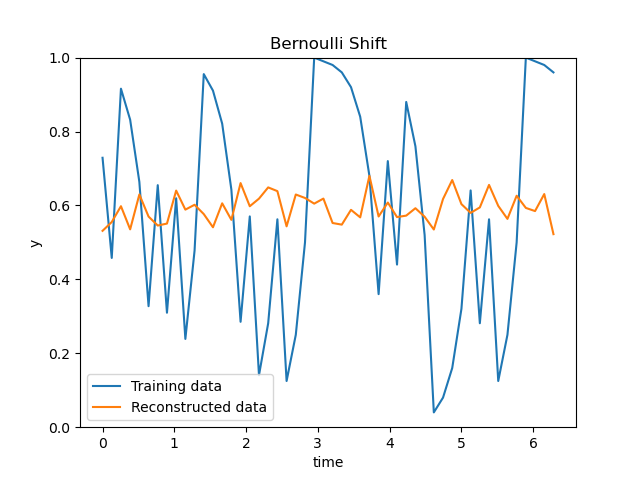 Bernoulli Shift
1.0
0.8
0.6
0.4
0.2
0.0
y
Training data
Reconstructed data
0 1 2 3 4 5 6
time